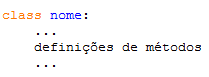 class nome:
...
definições de métodos
...